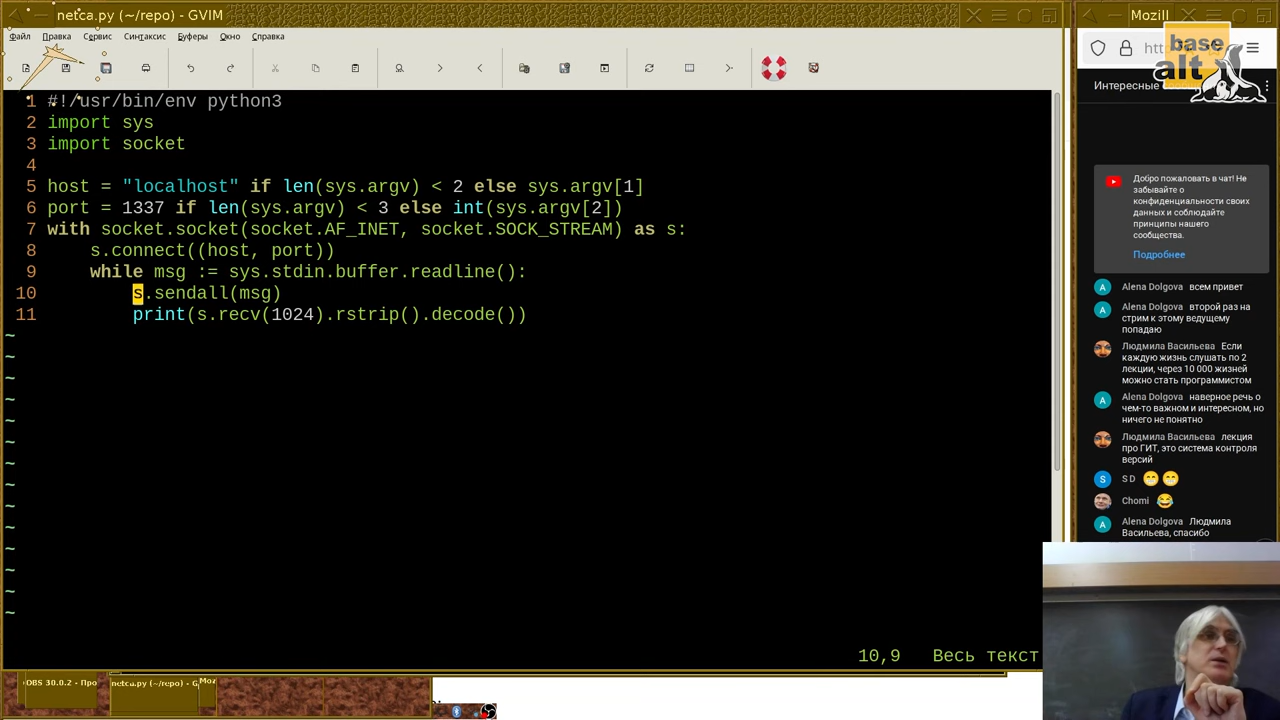 netca.py (~/repo) - GVIM
Файл Правка Сервис Синтаксис Буферы Окно Справка
1 #!/usr/bin/env python3
2 import sys
3 import socket
4
5 host = "localhost" if len(sys.argv) < 2 else sys.argv[1]
6 port = 1337 if len(sys.argv) < 3 else int(sys.argv[2])
7 with socket.socket(socket.AF_INET, socket.SOCK_STREAM) as s:
8 s.connect((host, port))
9 while msg := sys.stdin.buffer.readline():
10 s.sendall(msg)
11 print(s.recv(1024).rstrip().decode())
~
~
~
~
~
~
~
~
~
~
~
~
~
~
10,9 Весь текст
Mozill
base
alt
htt
Интересные
Добро пожаловать в чат! Не
забывайте о
конфиденциальности своих
данных и соблюдайте
принципы нашего
сообщества.
Подробнее
A Alena Dolgova всем привет
A Alena Dolgova второй раз на
стрим к этому ведущему
попадаю
Людмила Васильева Если
каждую жизнь слушать по 2
лекции, через 10 000 жизней
можно стать программистом
A Alena Dolgova наверное речь о
чем-то важном и интересном, но
ничего не понятно
Людмила Васильева лекция
про ГИТ, это система контроля
версий
S S D
Chomi
A Alena Dolgova Людмила
Васильева, спасибо
OBS 30.0.2 - Про
netca.py (~/repo) - G
Moz